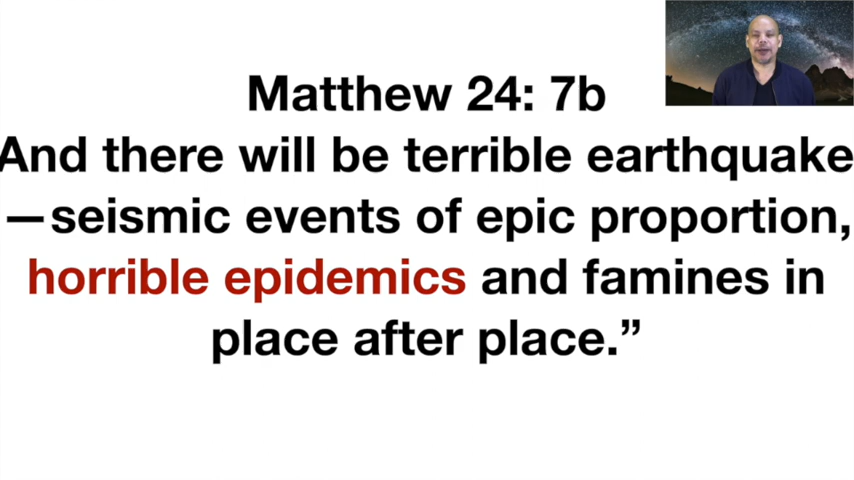 Matthew 24: 7b
And there will be terrible earthquake
—seismic events of epic proportion,
horrible epidemics and famines in
place after place.”